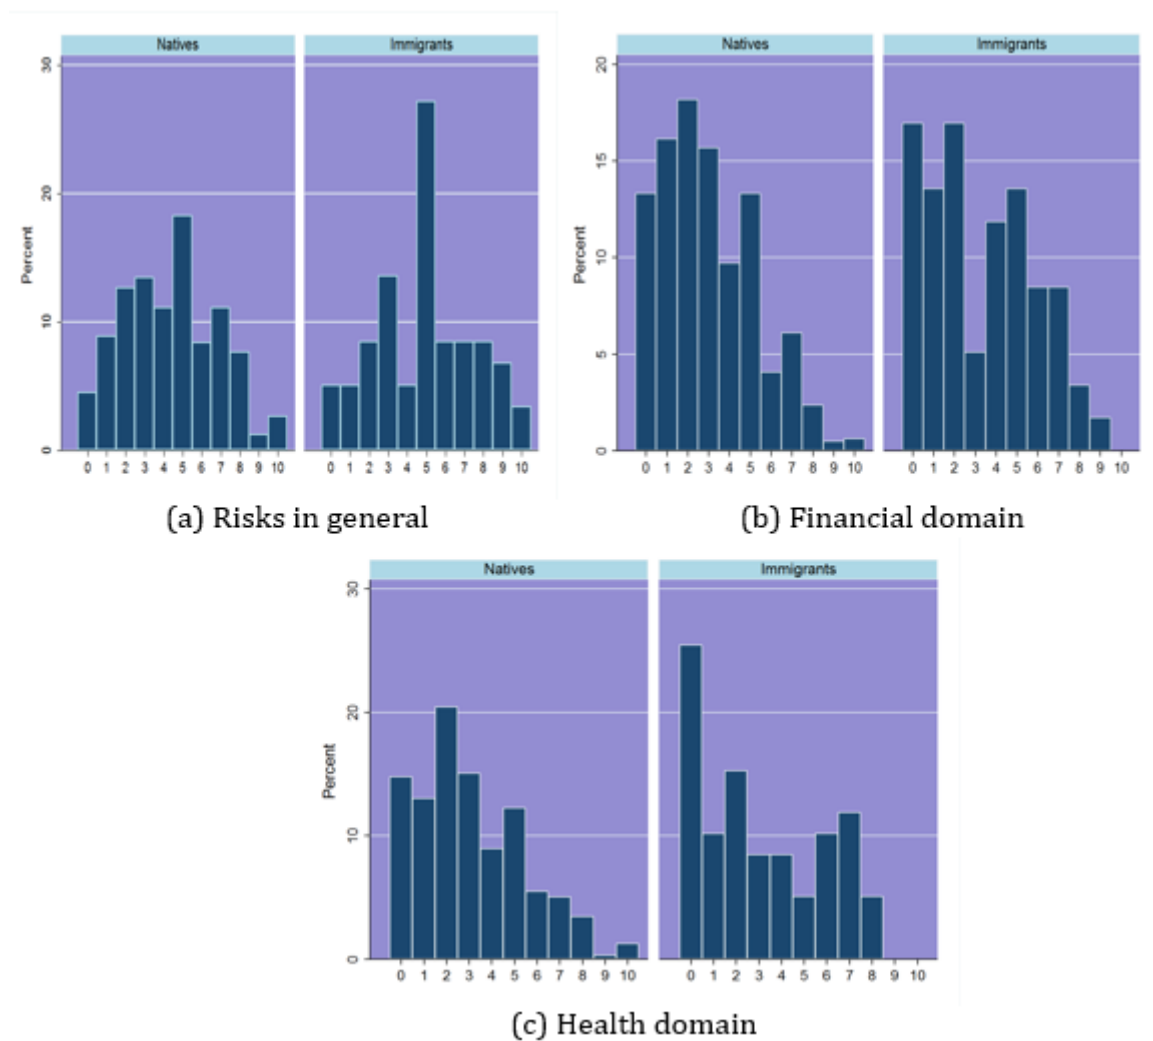 Natives Immigrants
30
20
10
0
Percent
0 1 2 3 4 5 6 7 8 9 10 0 1 2 3 4 5 6 7 8 9 10
(a) Risks in general
Natives Immigrants
20
15
10
5
0
Percent
0 1 2 3 4 5 6 7 8 9 10 0 1 2 3 4 5 6 7 8 9 10
(b) Financial domain
Natives Immigrants
30
20
10
0
Percent
0 1 2 3 4 5 6 7 8 9 10 0 1 2 3 4 5 6 7 8 9 10
(c) Health domain